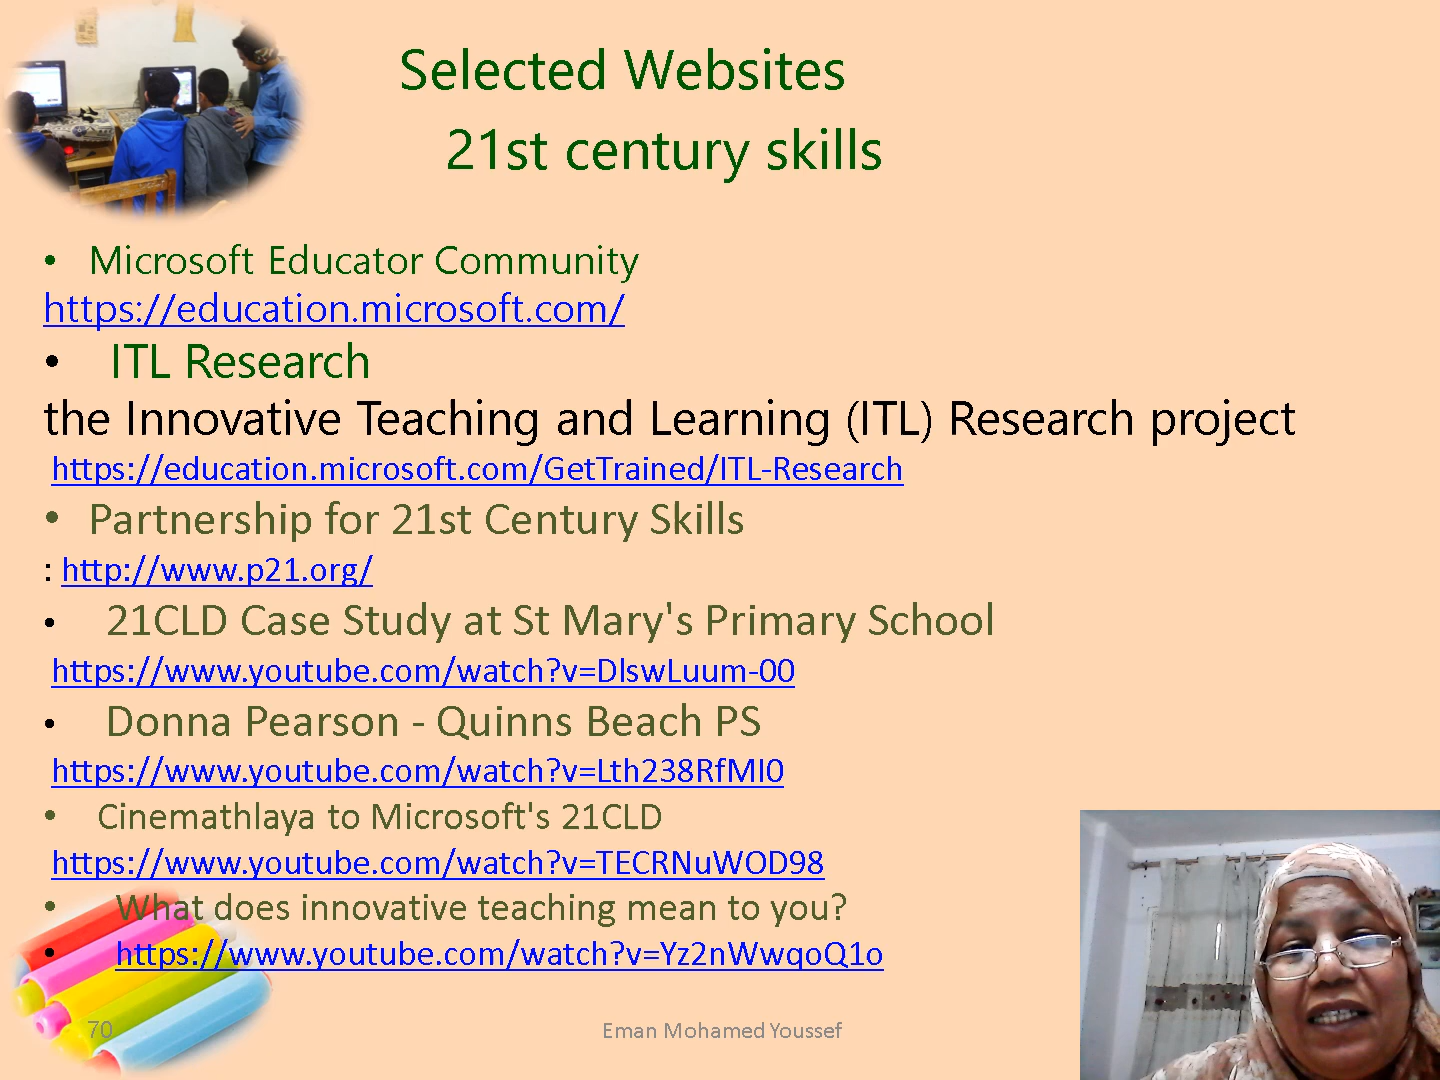 Selected Websites
21st century skills
• Microsoft Educator Community
https://education.microsoft.com/
• ITL Research
the Innovative Teaching and Learning (ITL) Research project
https://education.microsoft.com/GetTrained/ITL-Research
• Partnership for 21st Century Skills
: http://www.p21.org/
• 21CLD Case Study at St Mary's Primary School
https://www.youtube.com/watch?v=DlswLuum-00
• Donna Pearson - Quinns Beach PS
https://www.youtube.com/watch?v=Lth238RfMI0
• Cinemathlaya to Microsoft's 21CLD
https://www.youtube.com/watch?v=TECRNuWOD98
• What does innovative teaching mean to you?
• https://www.youtube.com/watch?v=Yz2nWwqoQ1o
70
Eman Mohamed Youssef